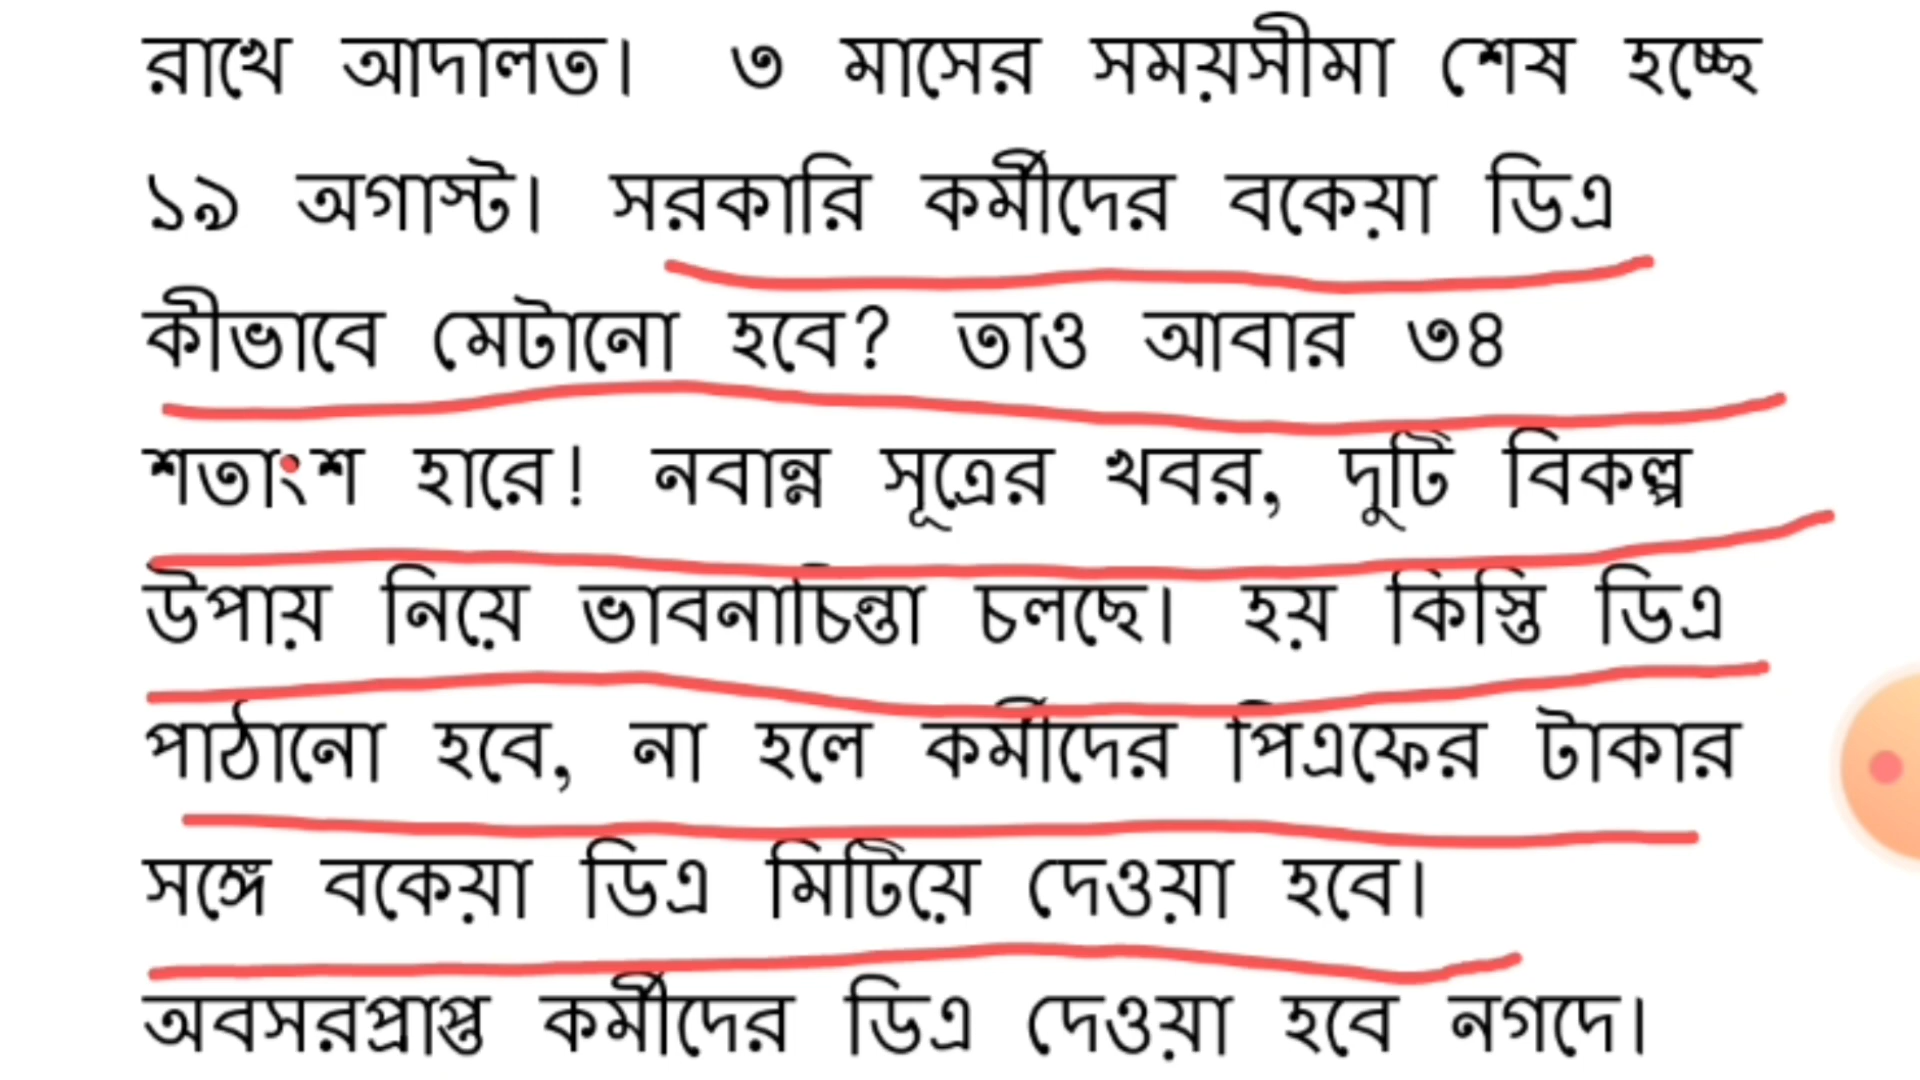 রাখে আদালত। ৩ মাসের সময়সীমা শেষ হচ্ছে
১৯ অগাস্ট। সরকারি কর্মীদের বকেয়া ডিএ
কীভাবে মেটানো হবে? তাও আবার ৩৪
শতাংশ হারে! নবান্ন সূত্রের খবর, দুটি বিকল্প
উপায় নিয়ে ভাবনাচিন্তা চলছে। হয় কিস্তি ডিএ
পাঠানো হবে, না হলে কর্মীদের পিএফের টাকার
সঙ্গে বকেয়া ডিএ মিটিয়ে দেওয়া হবে।
অবসরপ্রাপ্ত কর্মীদের ডিএ দেওয়া হবে নগদে।